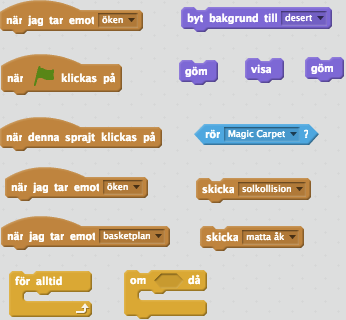 när jag tar emot öken
byt bakgrund till desert
när klickas på
göm
visa
göm
när denna sprajt klickas på
rör Magic Carpet ?
när jag tar emot öken
skicka solkollision
när jag tar emot basketplan
skicka matta åk
för alltid
om då